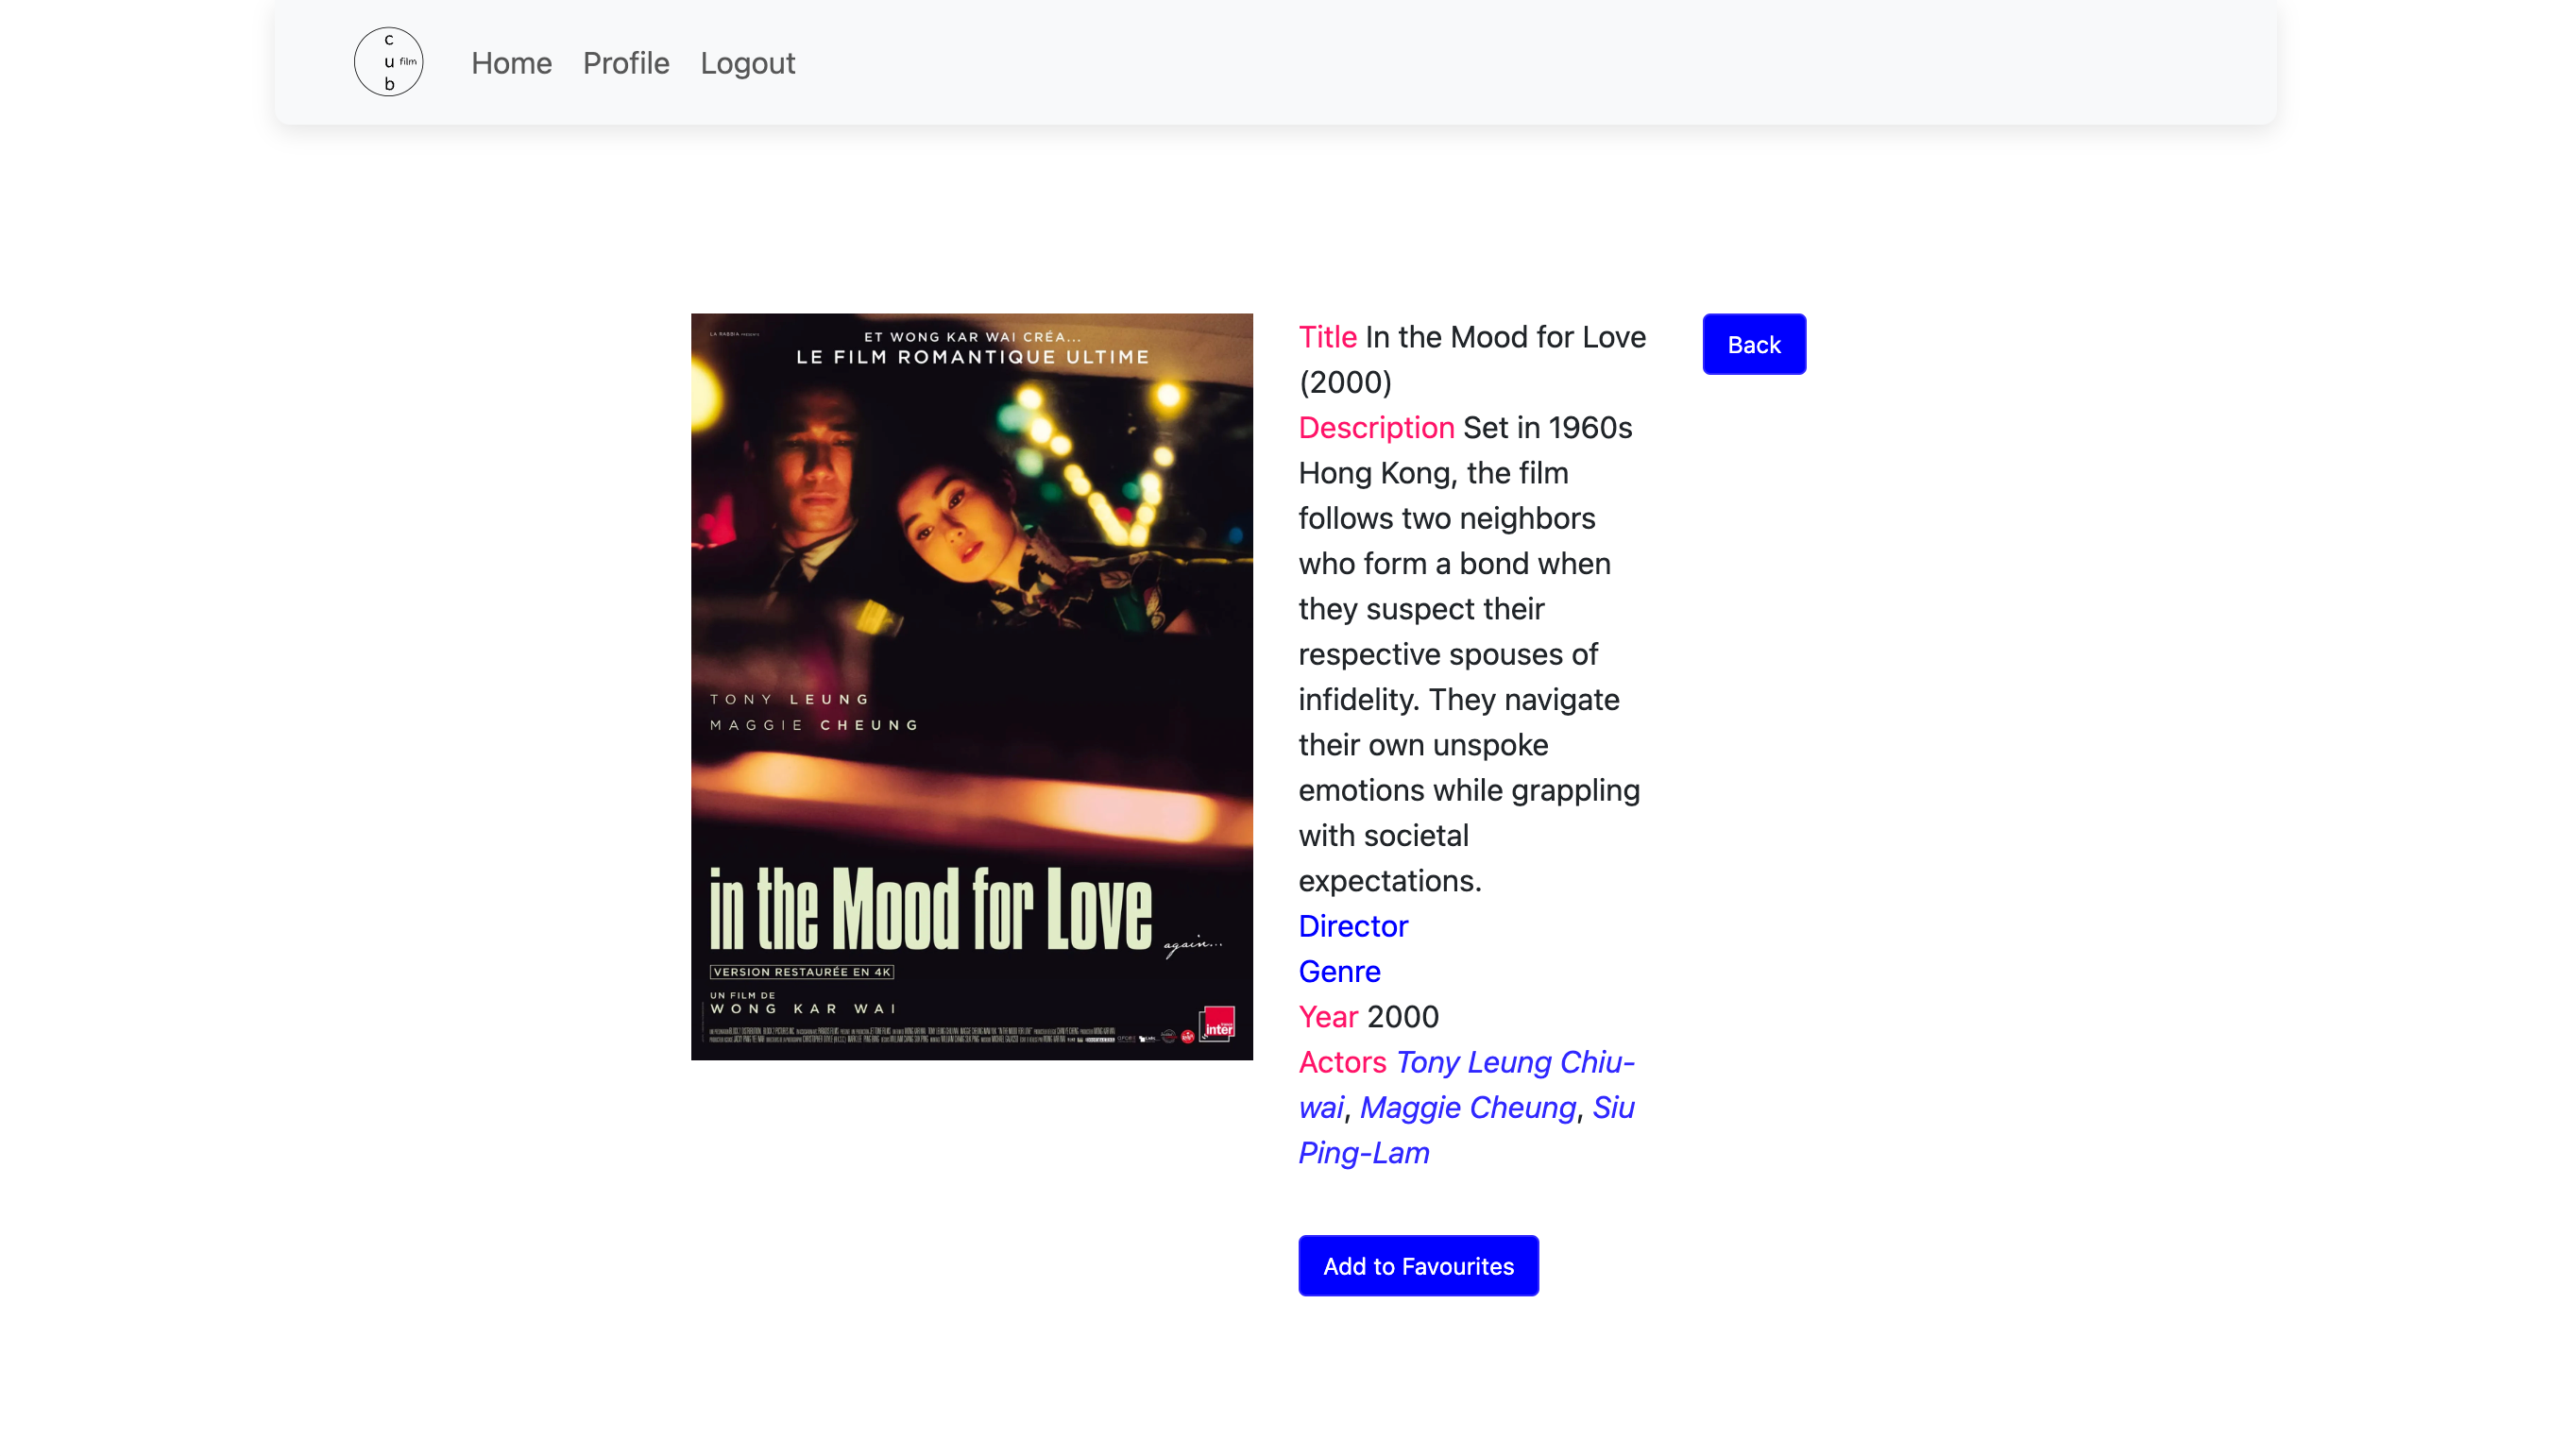 c
u film
b
Home Profile Logout
LA RABBIA
ET WONG KAR WAI CRÉA...
LE FILM ROMANTIQUE ULTIME
TONY LEUNG
MAGGIE CHEUNG
in the Mood for Love
again...
VERSION RESTAURÉE EN 4K
UN FILM DE
WONG KAR WAI
inter
Title In the Mood for Love
(2000)
Description Set in 1960s
Hong Kong, the film
follows two neighbors
who form a bond when
they suspect their
respective spouses of
infidelity. They navigate
their own unspoke
emotions while grappling
with societal
expectations.
Director
Genre
Year 2000
Actors Tony Leung Chiu-
wai, Maggie Cheung, Siu
Ping-Lam
Add to Favourites
Back